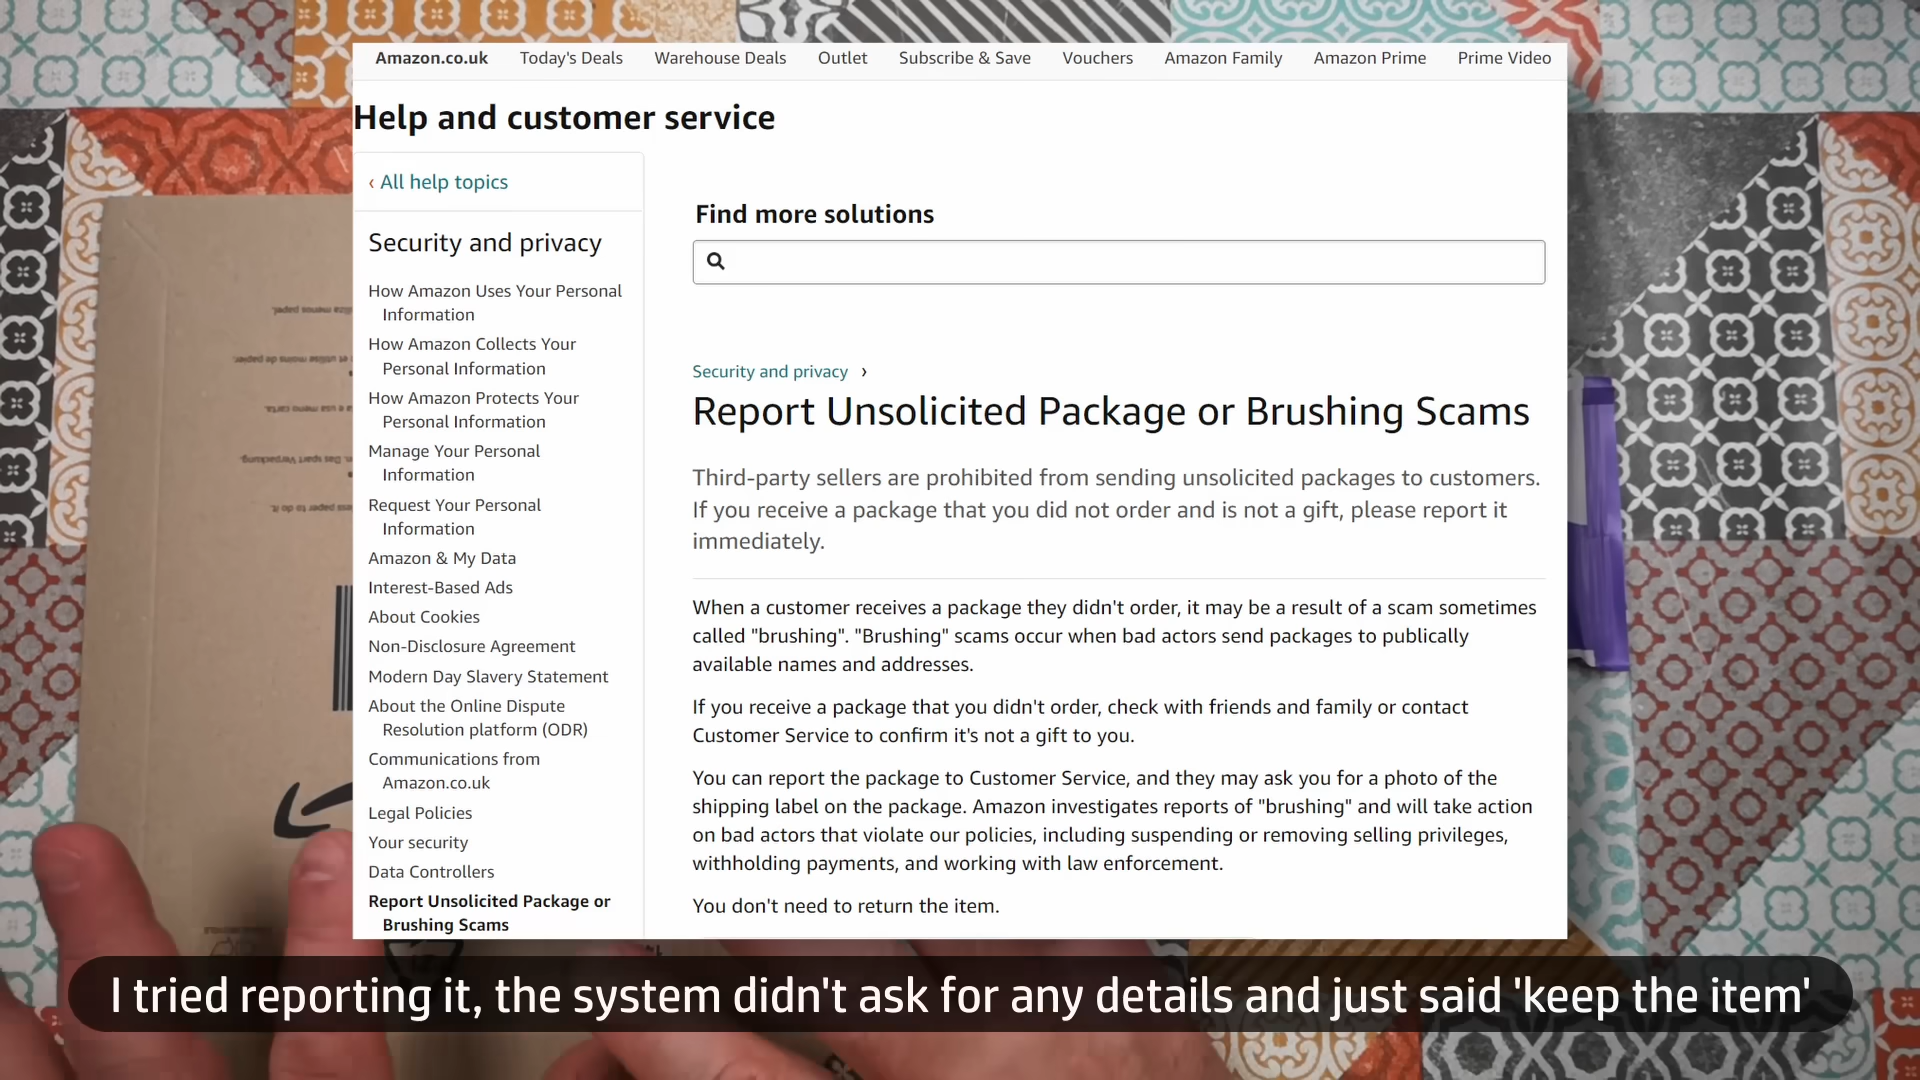 Amazon.co.uk Today's Deals Warehouse Deals Outlet Subscribe & Save Vouchers Amazon Family Amazon Prime Prime Video
Help and customer service
‹ All help topics
Security and privacy
How Amazon Uses Your Personal
Information
How Amazon Collects Your
Personal Information
How Amazon Protects Your
Personal Information
Manage Your Personal
Information
Request Your Personal
Information
Amazon & My Data
Interest-Based Ads
About Cookies
Non-Disclosure Agreement
Modern Day Slavery Statement
About the Online Dispute
Resolution platform (ODR)
Communications from
Amazon.co.uk
Legal Policies
Your security
Data Controllers
Report Unsolicited Package or
Brushing Scams
Find more solutions
Security and privacy ›
Report Unsolicited Package or Brushing Scams
Third-party sellers are prohibited from sending unsolicited packages to customers.
If you receive a package that you did not order and is not a gift, please report it
immediately.
When a customer receives a package they didn't order, it may be a result of a scam sometimes
called "brushing". "Brushing" scams occur when bad actors send packages to publically
available names and addresses.
If you receive a package that you didn't order, check with friends and family or contact
Customer Service to confirm it's not a gift to you.
You can report the package to Customer Service, and they may ask you for a photo of the
shipping label on the package. Amazon investigates reports of "brushing" and will take action
on bad actors that violate our policies, including suspending or removing selling privileges,
withholding payments, and working with law enforcement.
You don't need to return the item.
I tried reporting it, the system didn't ask for any details and just said 'keep the item'